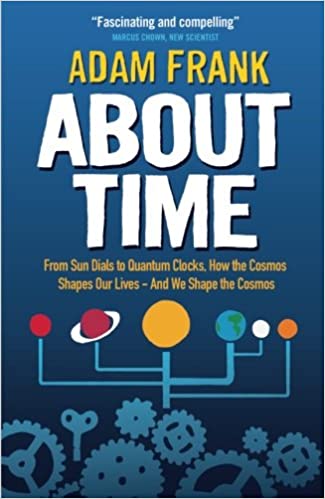 "Fascinating and compelling"
MARCUS CHOWN, NEW SCIENTIST
ADAM FRANK
ABOUT
TIME
From Sun Dials to Quantum Clocks, How the Cosmos
Shapes Our Lives – And We Shape the Cosmos